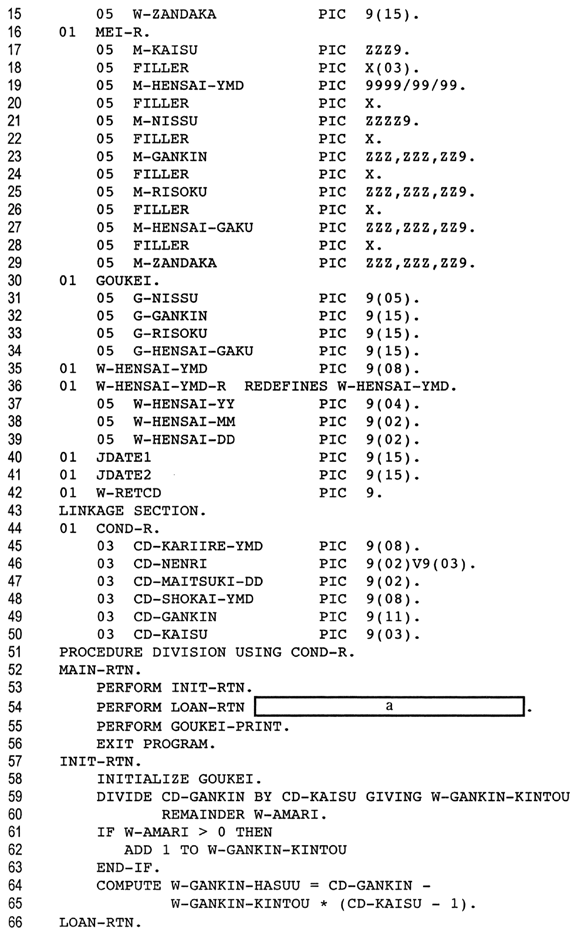 15 05 W-ZANDAKA PIC 9(15).
16 01 MEI-R.
17 05 M-KAISU PIC ZZZ9.
18 05 FILLER PIC X(03).
19 05 M-HENSAI-YMD PIC 9999/99/99.
20 05 FILLER PIC X.
21 05 M-NISSU PIC ZZZZ9.
22 05 FILLER PIC X.
23 05 M-GANKIN PIC ZZZ,ZZZ,ZZ9.
24 05 FILLER PIC X.
25 05 M-RISOKU PIC ZZZ,ZZZ,ZZ9.
26 05 FILLER PIC X.
27 05 M-HENSAI-GAKU PIC ZZZ,ZZZ,ZZ9.
28 05 FILLER PIC X.
29 05 M-ZANDAKA PIC ZZZ,ZZZ,ZZ9.
30 01 GOUKEI.
31 05 G-NISSU PIC 9(05).
32 05 G-GANKIN PIC 9(15).
33 05 G-RISOKU PIC 9(15).
34 05 G-HENSAI-GAKU PIC 9(15).
35 01 W-HENSAI-YMD PIC 9(08).
36 01 W-HENSAI-YMD-R REDEFINES W-HENSAI-YMD.
37 05 W-HENSAI-YY PIC 9(04).
38 05 W-HENSAI-MM PIC 9(02).
39 05 W-HENSAI-DD PIC 9(02).
40 01 JDATE1 PIC 9(15).
41 01 JDATE2 PIC 9(15).
42 01 W-RETCD PIC 9.
43 LINKAGE SECTION.
44 01 COND-R.
45 03 CD-KARIIRE-YMD PIC 9(08).
46 03 CD-NENRI PIC 9(02)V9(03).
47 03 CD-MAITSUKI-DD PIC 9(02).
48 03 CD-SHOKAI-YMD PIC 9(08).
49 03 CD-GANKIN PIC 9(11).
50 03 CD-KAISU PIC 9(03).
51 PROCEDURE DIVISION USING COND-R.
52 MAIN-RTN.
53 PERFORM INIT-RTN.
54 PERFORM LOAN-RTN a .
55 PERFORM GOUKEI-PRINT.
56 EXIT PROGRAM.
57 INIT-RTN.
58 INITIALIZE GOUKEI.
59 DIVIDE CD-GANKIN BY CD-KAISU GIVING W-GANKIN-KINTOU
60 REMAINDER W-AMARI.
61 IF W-AMARI > 0 THEN
62 ADD 1 TO W-GANKIN-KINTOU
63 END-IF.
64 COMPUTE W-GANKIN-HASUU = CD-GANKIN -
65 W-GANKIN-KINTOU * (CD-KAISU - 1).
66 LOAN-RTN.